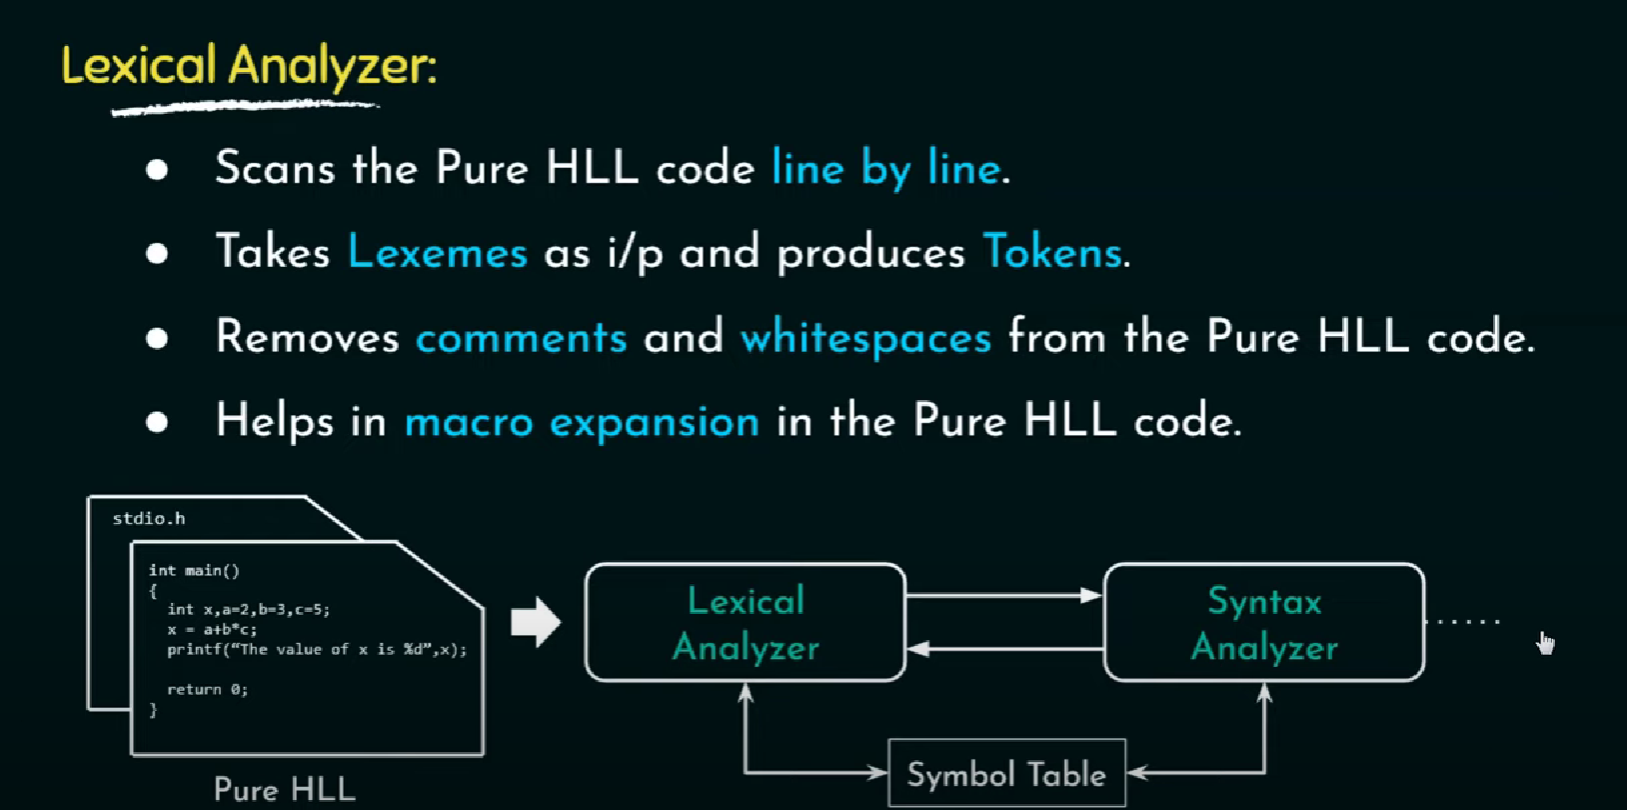 Lexical Analyzer:
● Scans the Pure HLL code line by line.
● Takes Lexemes as i/p and produces Tokens.
● Removes comments and whitespaces from the Pure HLL code.
● Helps in macro expansion in the Pure HLL code.
stdio.h
int main()
{
int x,a=2,b=3,c=5;
x = a+b*c;
printf(“The value of x is %d”,x);
return 0;
}
Pure HLL
Lexical
Analyzer
Syntax
Analyzer
......
Symbol Table